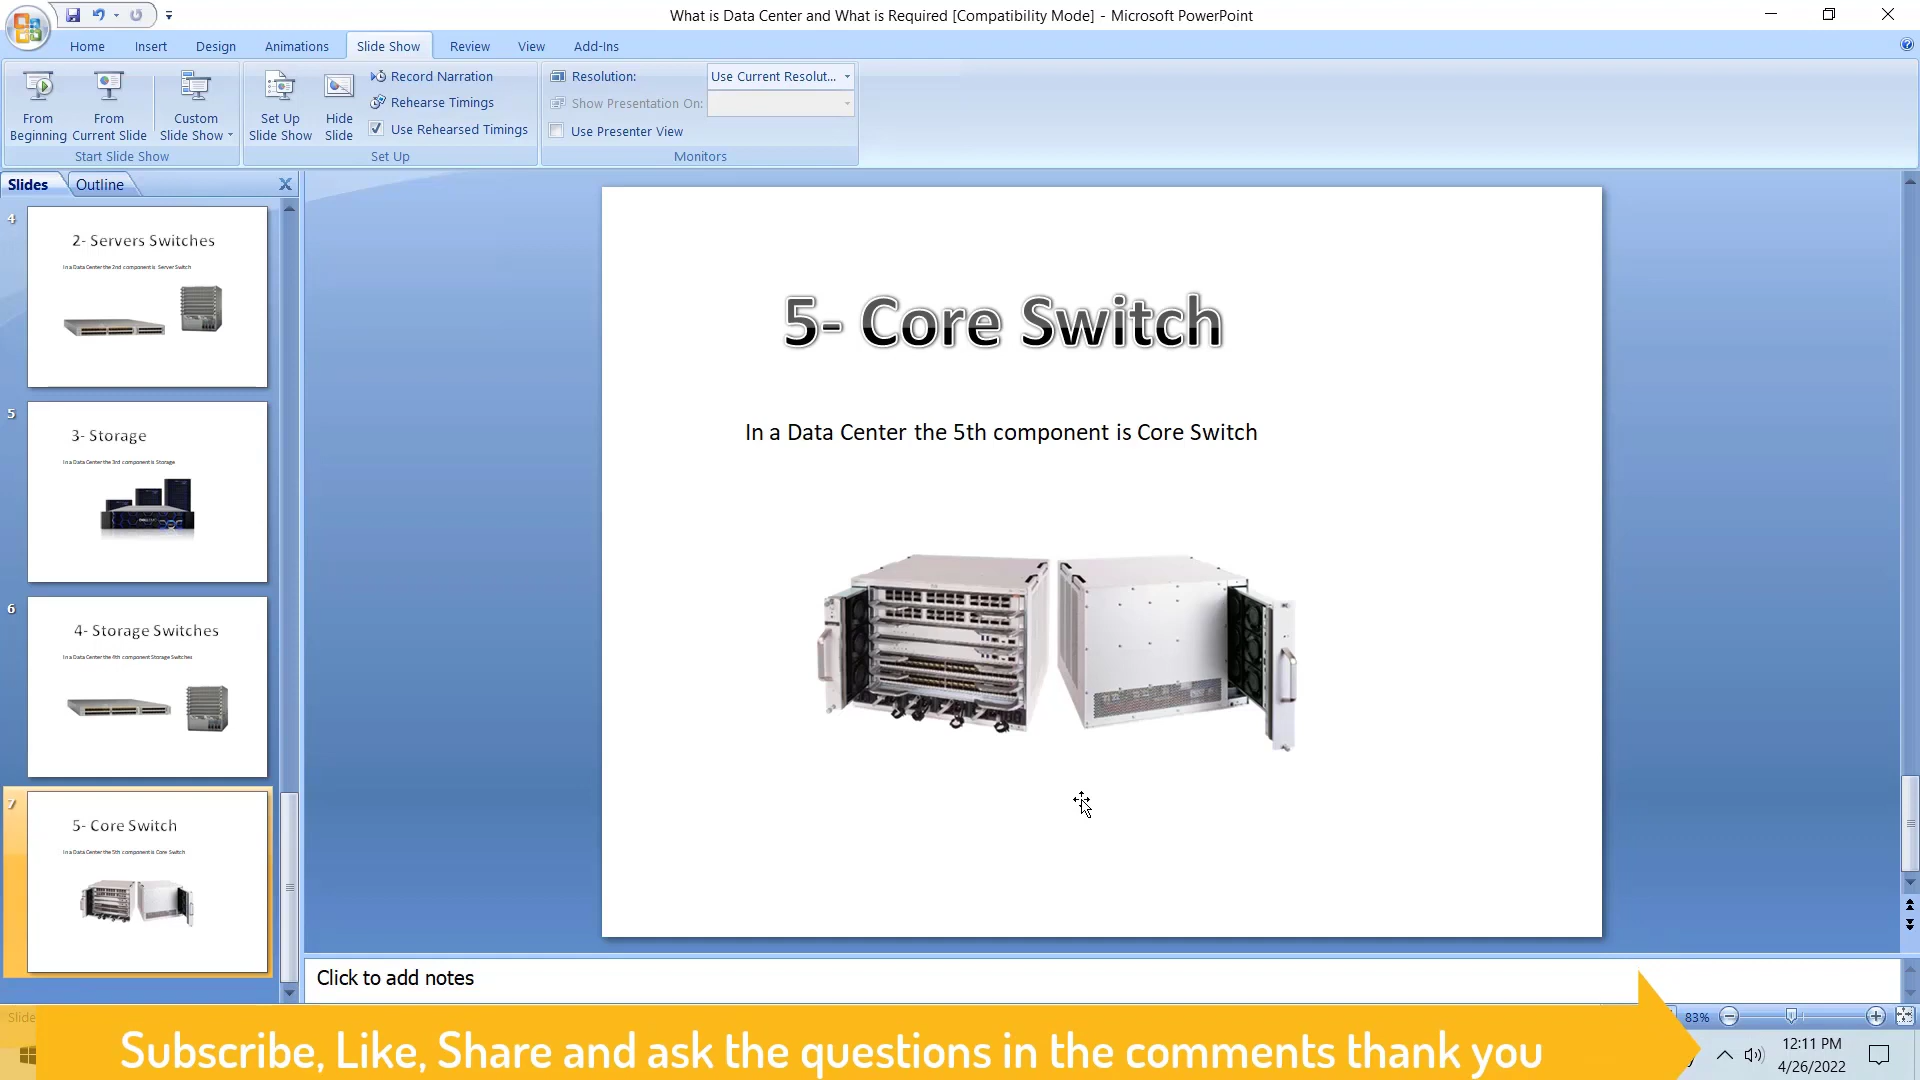 What is Data Center and What is Required [Compatibility Mode] - Microsoft PowerPoint
Home Insert Design Animations Slide Show Review View Add-Ins
From Beginning
From Current Slide
Custom Slide Show
Start Slide Show
Set Up Slide Show
Hide Slide
Record Narration
Rehearse Timings
Use Rehearsed Timings
Set Up
Resolution: Use Current Resolut...
Show Presentation On:
Use Presenter View
Monitors
Slides Outline
4
2- Servers Switches
In a Data Center the 2nd component is Server Switch
5
3- Storage
In a Data Center the 3rd component is Storage
6
4- Storage Switches
In a Data Center the 4th component Storage Switches
7
5- Core Switch
In a Data Center the 5th component is Core Switch
5- Core Switch
In a Data Center the 5th component is Core Switch
Click to add notes
Slide
83%
Subscribe, Like, Share and ask the questions in the comments thank you
12:11 PM
4/26/2022